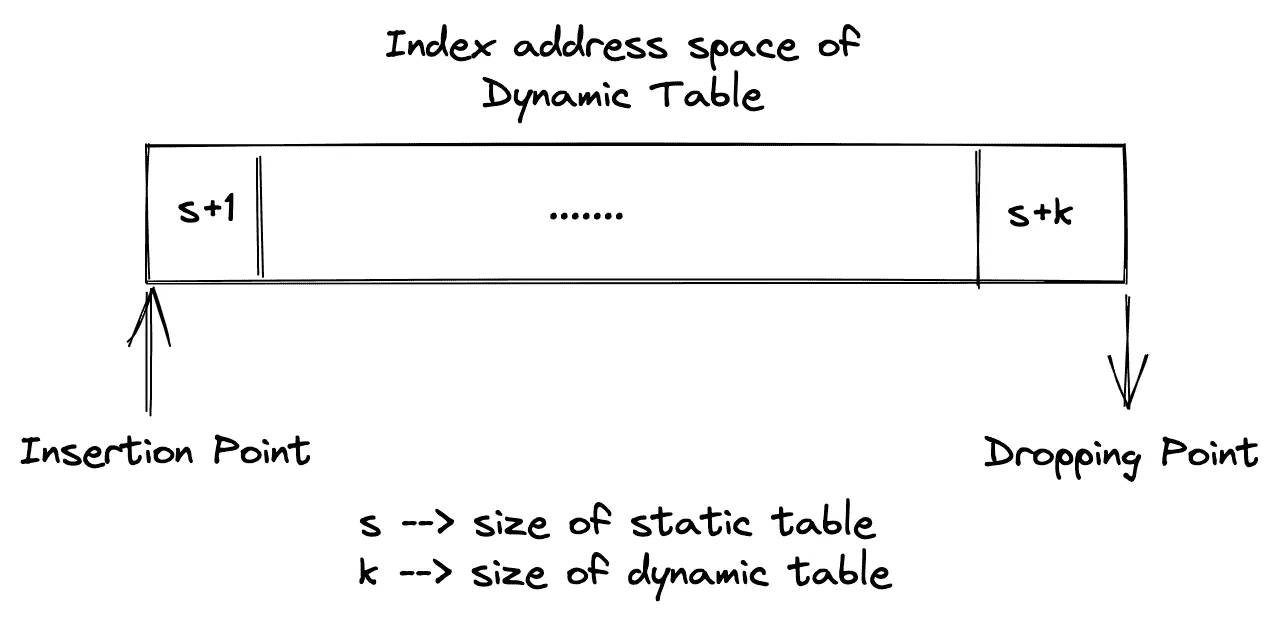 Index address space of
Dynamic Table
s+1
.......
s+k
Insertion Point
Dropping Point
s --> size of static table
k --> size of dynamic table